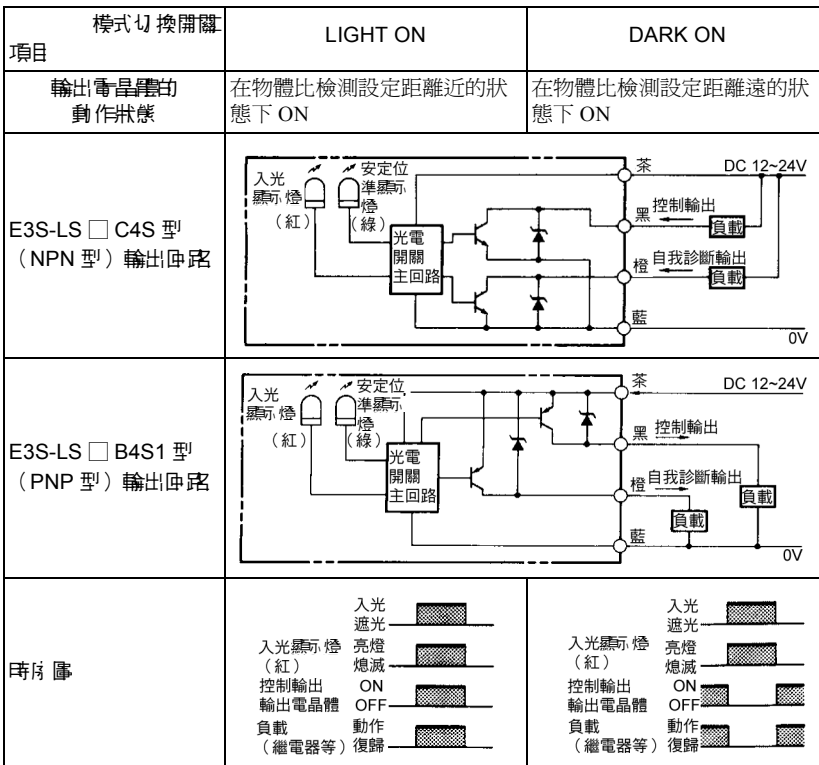 模式切換開關
項目
LIGHT ON
DARK ON
輸出電晶體的
動作狀態
在物體比檢測設定距離近的狀
態下 ON
在物體比檢測設定距離遠的狀
態下 ON
E3S-LS □ C4S 型
（NPN 型）輸出回路
入光
顯示燈
（紅）
安定位
準顯示
燈
（綠）
光電
開關
主回路
茶
DC 12~24V
黑
控制輸出
負載
橙
自我診斷輸出
負載
藍
0V
E3S-LS □ B4S1 型
（PNP 型）輸出回路
入光
顯示燈
（紅）
安定位
準顯示
燈
（綠）
光電
開關
主回路
茶
DC 12~24V
黑
控制輸出
負載
橙
自我診斷輸出
負載
藍
0V
時序圖
入光
遮光
入光顯示燈 亮燈
（紅） 熄滅
控制輸出 ON
輸出電晶體 OFF
負載 動作
（繼電器等）復歸
入光
遮光
入光顯示燈 亮燈
（紅） 熄滅
控制輸出 ON
輸出電晶體 OFF
負載 動作
（繼電器等）復歸